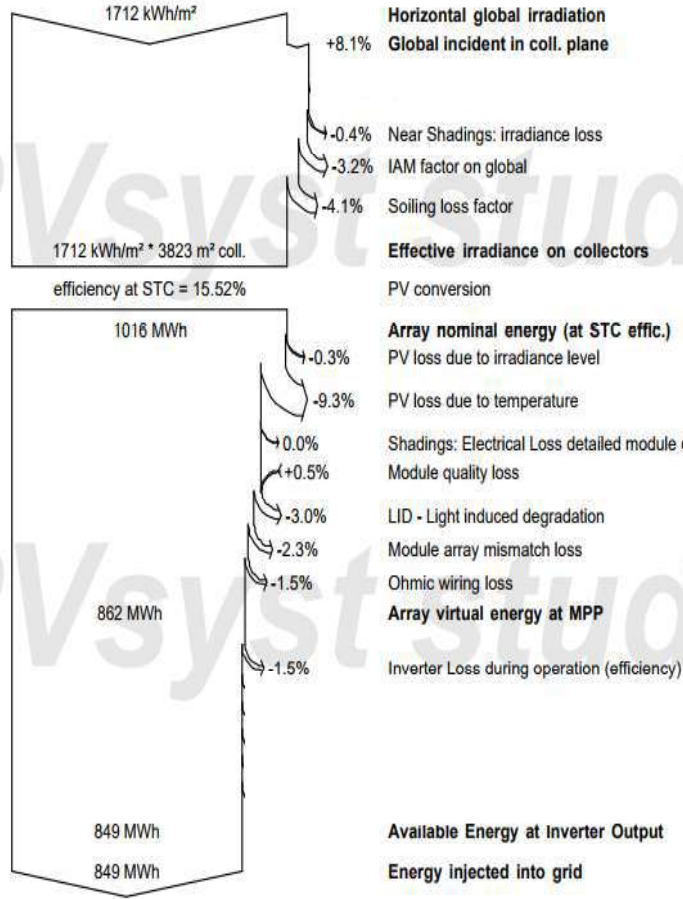 1712 kWh/m² Horizontal global irradiation
+8.1% Global incident in coll. plane
-0.4% Near Shadings: irradiance loss
-3.2% IAM factor on global
-4.1% Soiling loss factor
PVsyst stud
1712 kWh/m² * 3823 m² coll. Effective irradiance on collectors
efficiency at STC = 15.52% PV conversion
1016 MWh Array nominal energy (at STC effic.)
-0.3% PV loss due to irradiance level
-9.3% PV loss due to temperature
0.0% Shadings: Electrical Loss detailed module
+0.5% Module quality loss
-3.0% LID - Light induced degradation
-2.3% Module array mismatch loss
-1.5% Ohmic wiring loss
862 MWh Array virtual energy at MPP
PVsyst stud
-1.5% Inverter Loss during operation (efficiency)
849 MWh Available Energy at Inverter Output
849 MWh Energy injected into grid